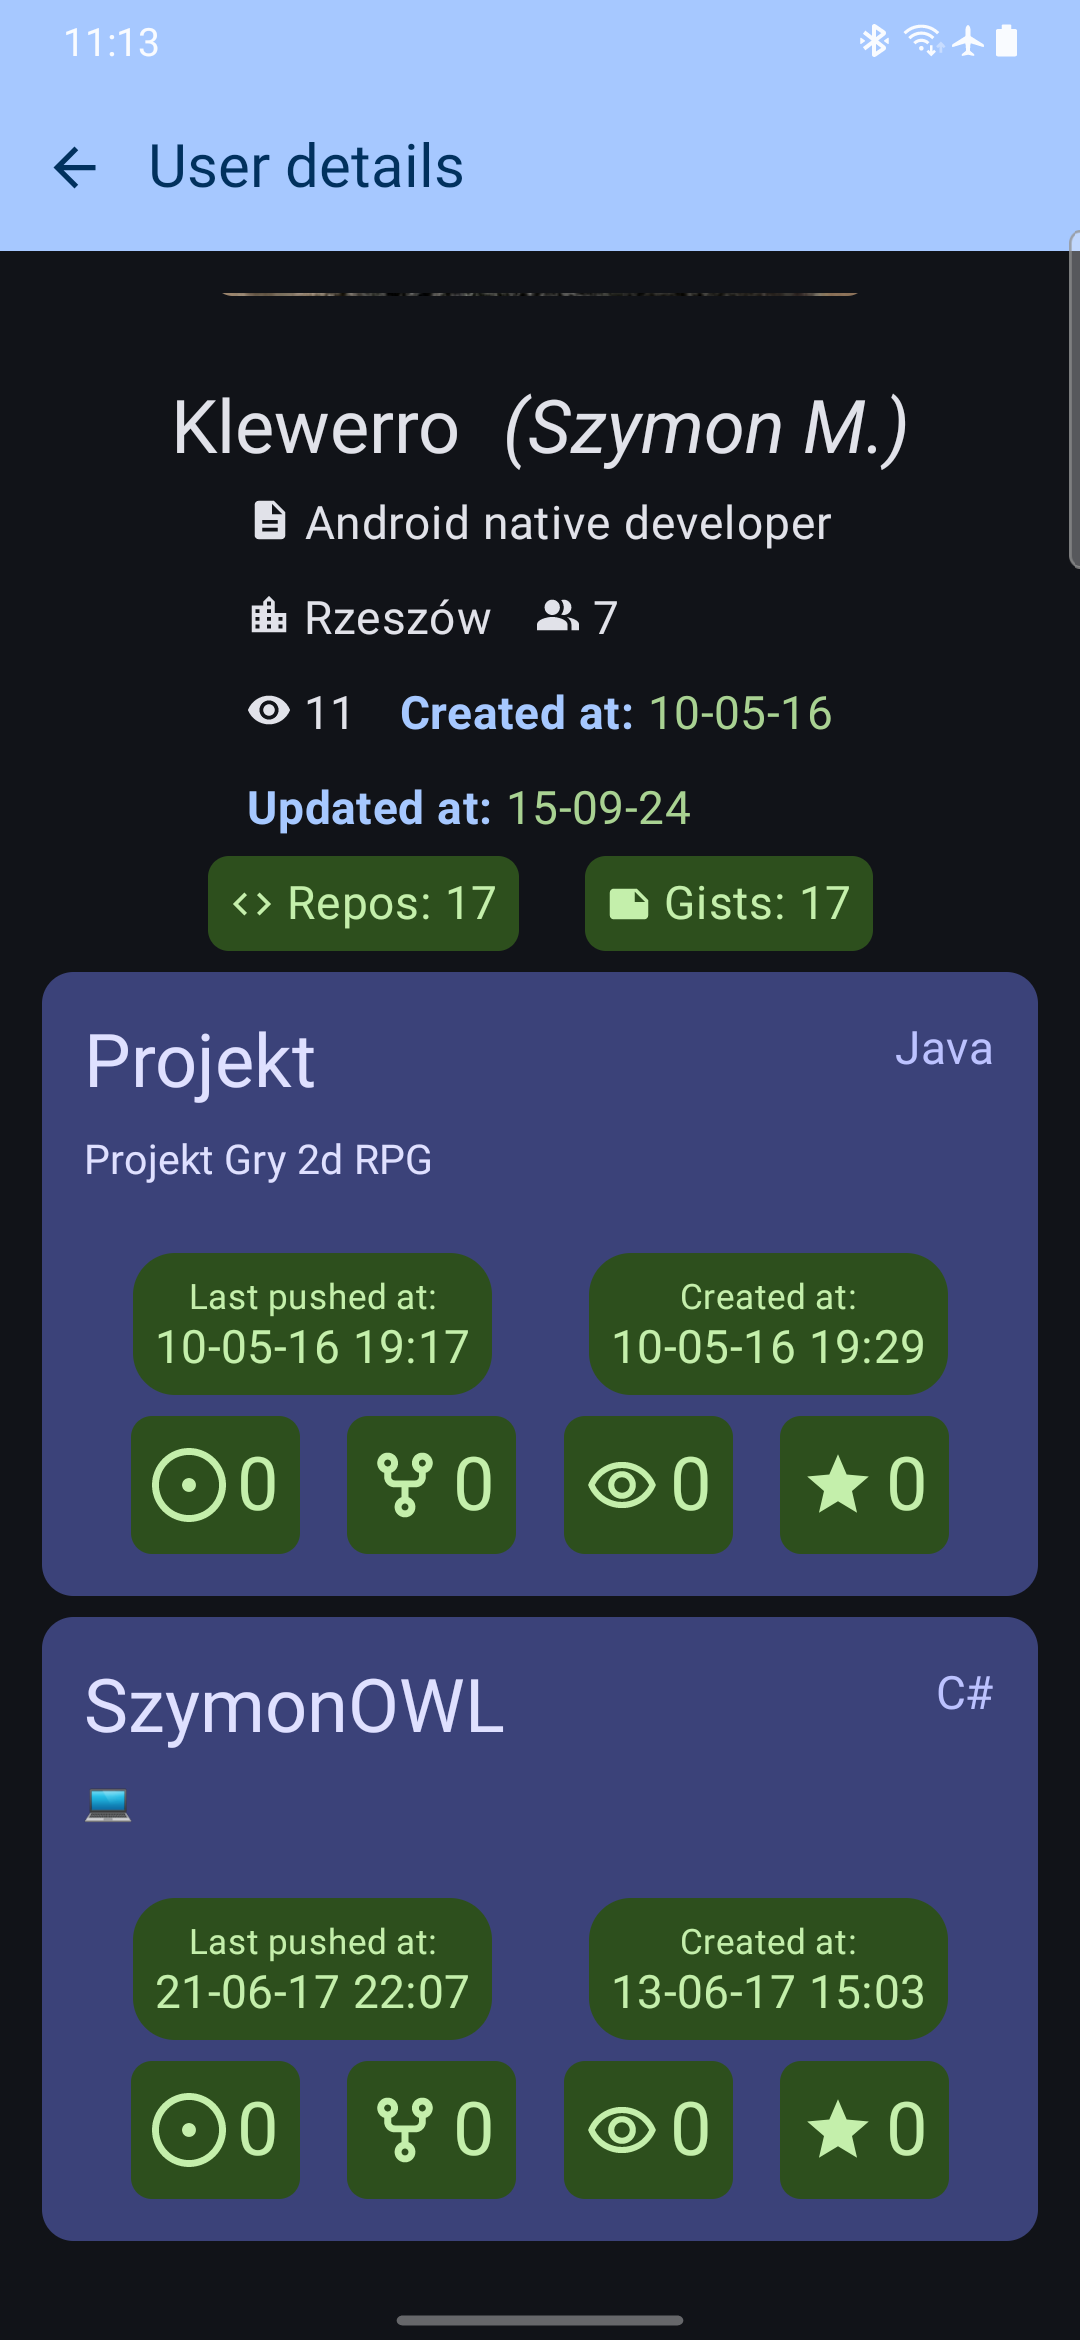 11:13
User details
Klewerro (Szymon M.)
Android native developer
Rzeszów 7
11 Created at: 10-05-16
Updated at: 15-09-24
Repos: 17 Gists: 17
Projekt Java
Projekt Gry 2d RPG
Last pushed at: Created at:
10-05-16 19:17 10-05-16 19:29
0 0 0 0
SzymonOWL C#
💻
Last pushed at: Created at:
21-06-17 22:07 13-06-17 15:03
0 0 0 0